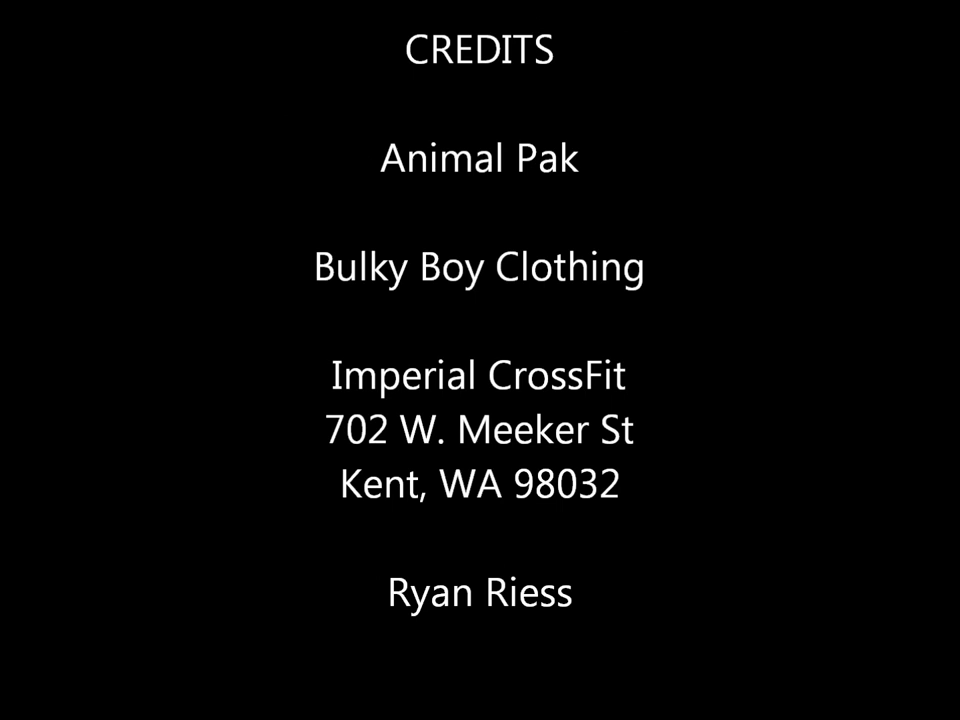 CREDITS
Animal Pak
Bulky Boy Clothing
Imperial CrossFit
702 W. Meeker St
Kent, WA 98032
Ryan Riess